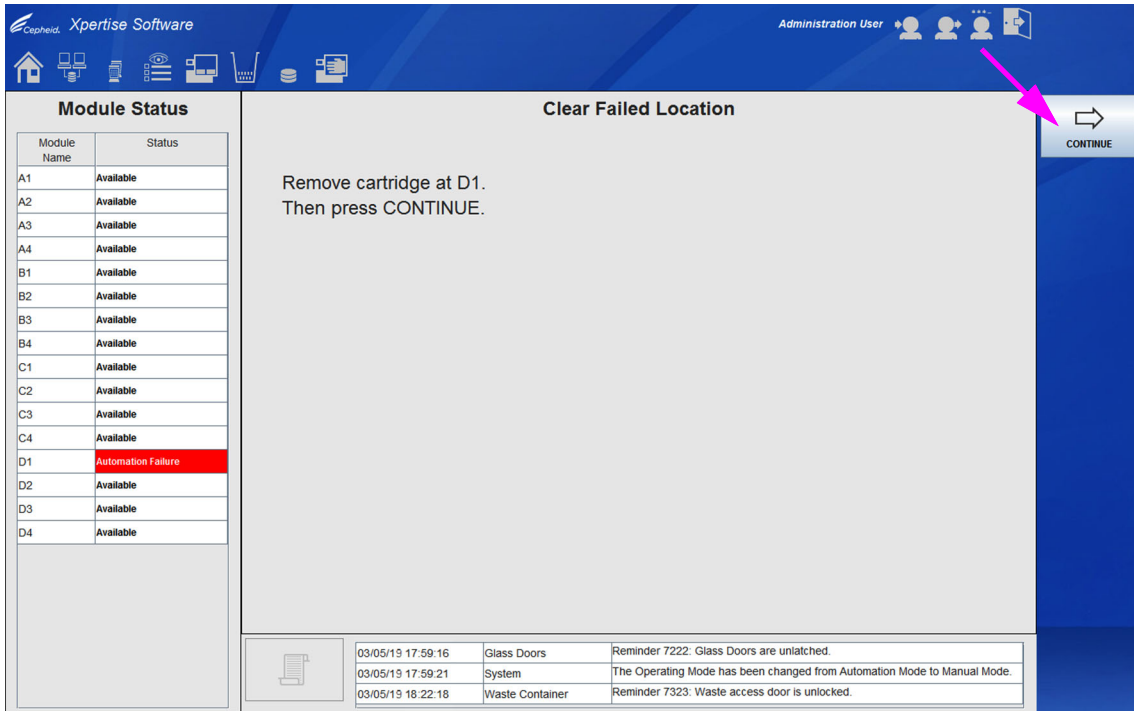 Cepheid. Xpertise Software
Administration User
Module Status
Clear Failed Location
CONTINUE
Module Name Status
A1 Available
A2 Available
A3 Available
A4 Available
B1 Available
B2 Available
B3 Available
B4 Available
C1 Available
C2 Available
C3 Available
C4 Available
D1 Automation Failure
D2 Available
D3 Available
D4 Available
Remove cartridge at D1.
Then press CONTINUE.
03/05/19 17:59:16 Glass Doors Reminder 7222: Glass Doors are unlatched.
03/05/19 17:59:21 System The Operating Mode has been changed from Automation Mode to Manual Mode.
03/05/19 18:22:18 Waste Container Reminder 7323: Waste access door is unlocked.